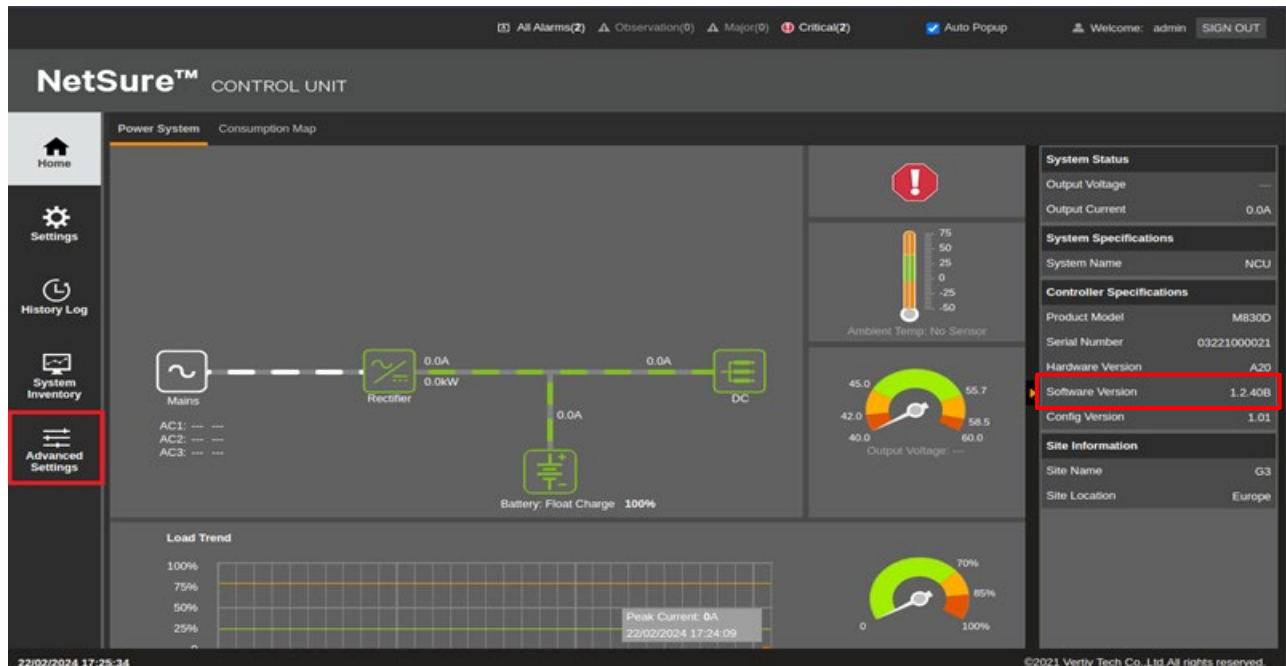 All Alarms(2) Observation(0) Major(0) Critical(2) Auto Popup Welcome: admin SIGN OUT
NetSure™ CONTROL UNIT
Home
Settings
History Log
System
Inventory
Advanced
Settings
Power System Consumption Map
Mains
AC1: --- ---
AC2: --- ---
AC3: --- ---
Rectifier
0.0A
0.0kW
0.0A
DC
0.0A
Battery: Float Charge 100%
75
50
25
0
-25
-50
Ambient Temp: No Sensor
45.0 55.7
42.0 58.5
40.0 60.0
Output Voltage: ---
Load Trend
100%
75%
50%
25%
0
Peak Current: 0A
22/02/2024 17:24:09
70%
85%
0 100%
System Status
Output Voltage ---
Output Current 0.0A
System Specifications
System Name NCU
Controller Specifications
Product Model M830D
Serial Number 03221000021
Hardware Version A20
Software Version 1.2.40B
Config Version 1.01
Site Information
Site Name G3
Site Location Europe
22/02/2024 17:25:34 ©2021 Vertiv Tech Co.,Ltd.All rights reserved.